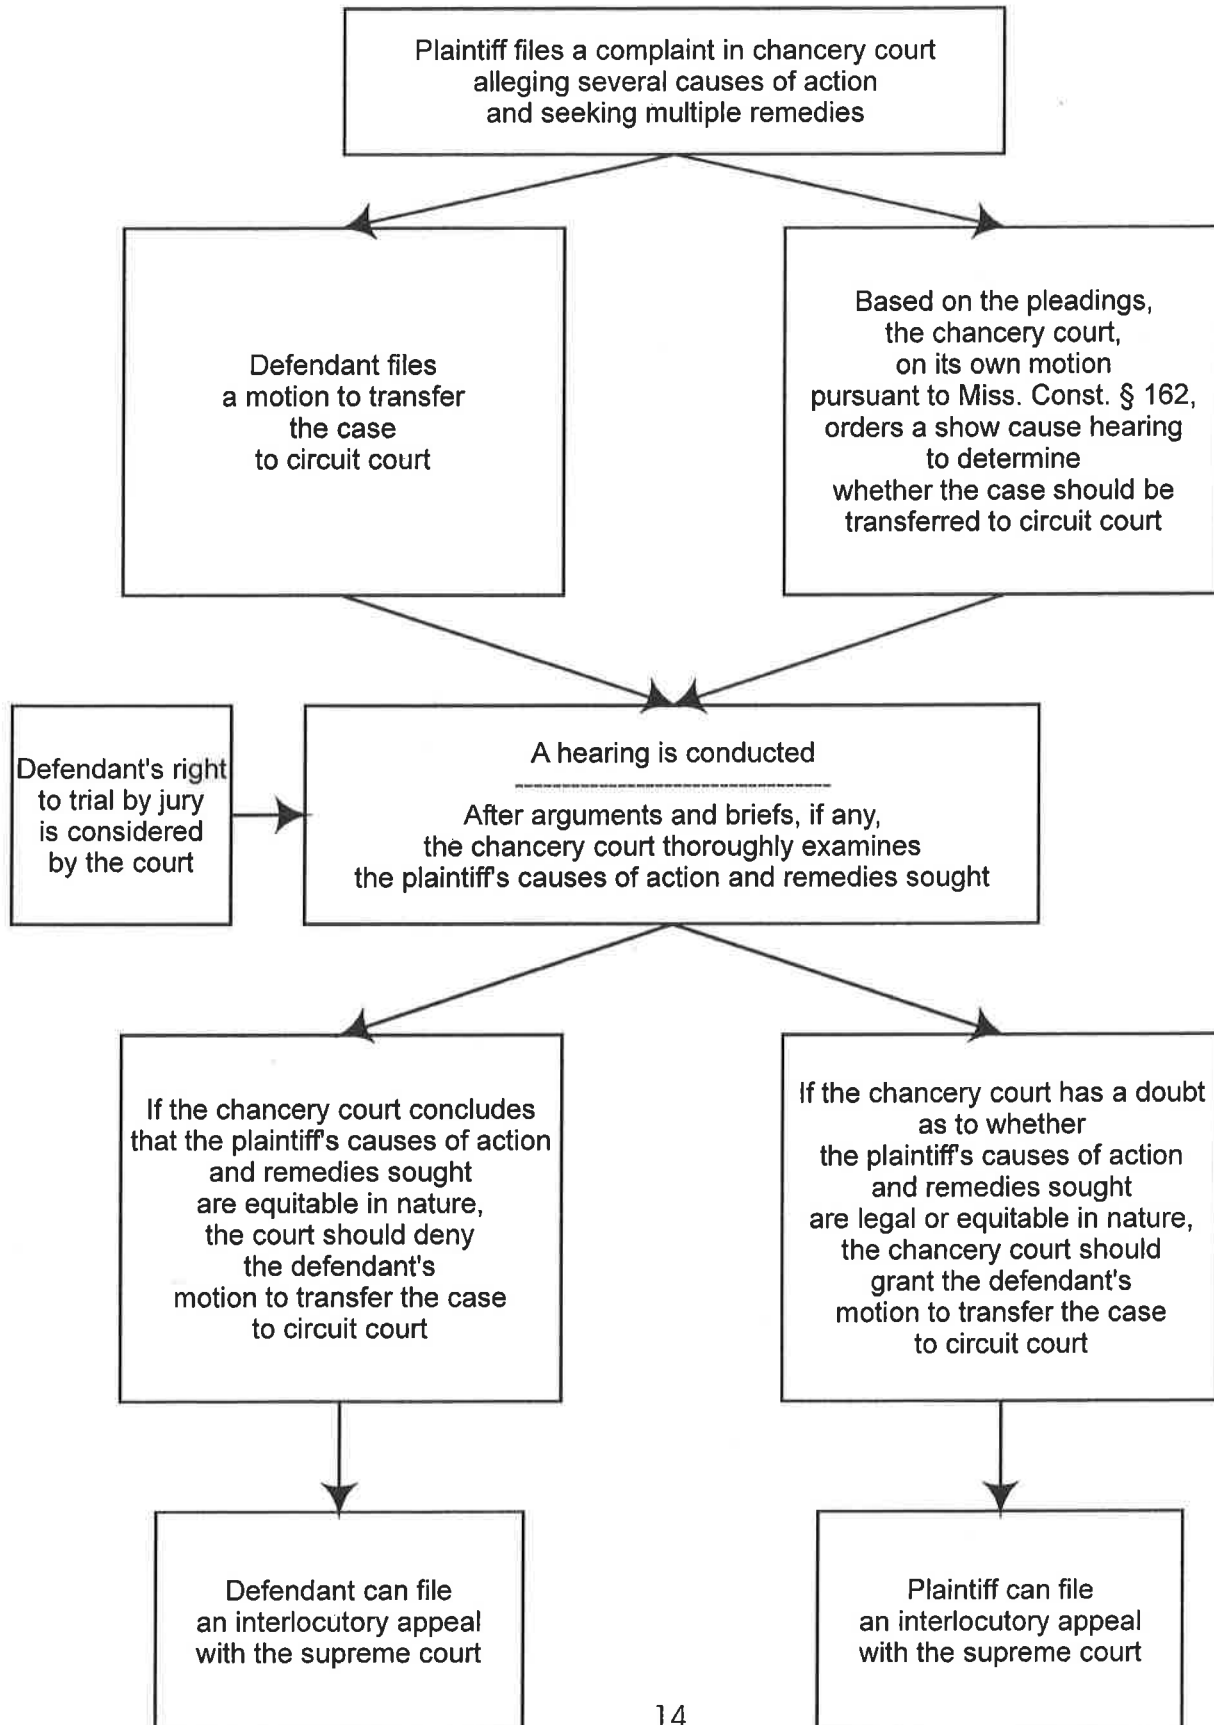 Plaintiff files a complaint in chancery court
alleging several causes of action
and seeking multiple remedies
Defendant files
a motion to transfer
the case
to circuit court
Based on the pleadings,
the chancery court,
on its own motion
pursuant to Miss. Const. § 162,
orders a show cause hearing
to determine
whether the case should be
transferred to circuit court
Defendant's right
to trial by jury
is considered
by the court
A hearing is conducted
After arguments and briefs, if any,
the chancery court thoroughly examines
the plaintiff's causes of action and remedies sought
If the chancery court concludes
that the plaintiff's causes of action
and remedies sought
are equitable in nature,
the court should deny
the defendant's
motion to transfer the case
to circuit court
If the chancery court has a doubt
as to whether
the plaintiff's causes of action
and remedies sought
are legal or equitable in nature,
the chancery court should
grant the defendant's
motion to transfer the case
to circuit court
Defendant can file
an interlocutory appeal
with the supreme court
Plaintiff can file
an interlocutory appeal
with the supreme court
14